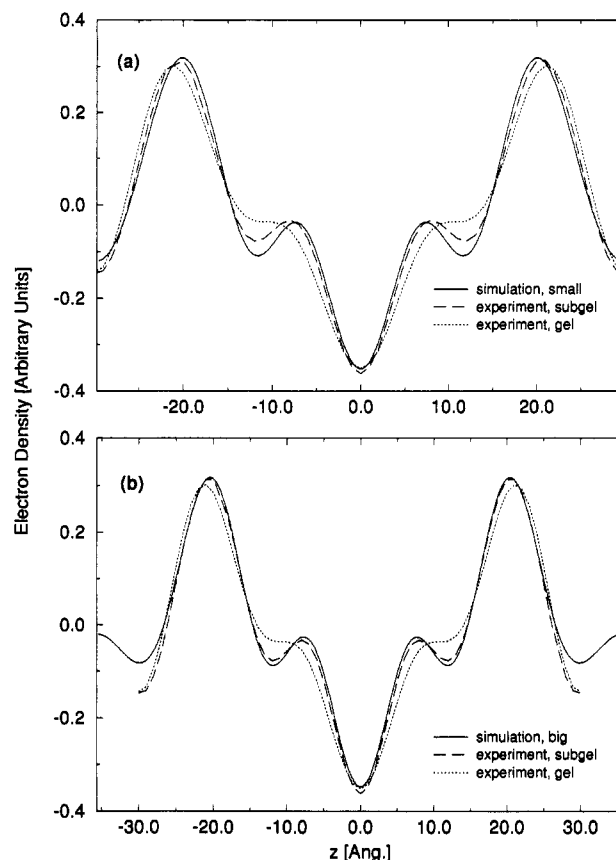 0.4
(a)
0.2
0.0
-0.2
-0.4
simulation, small
experiment, subgel
experiment, gel
-20.0 -10.0 0.0 10.0 20.0
Electron Density [Arbitrary Units]
0.4
(b)
0.2
0.0
-0.2
-0.4
simulation, big
experiment, subgel
experiment, gel
-30.0 -20.0 -10.0 0.0 10.0 20.0 30.0
z [Ang.]